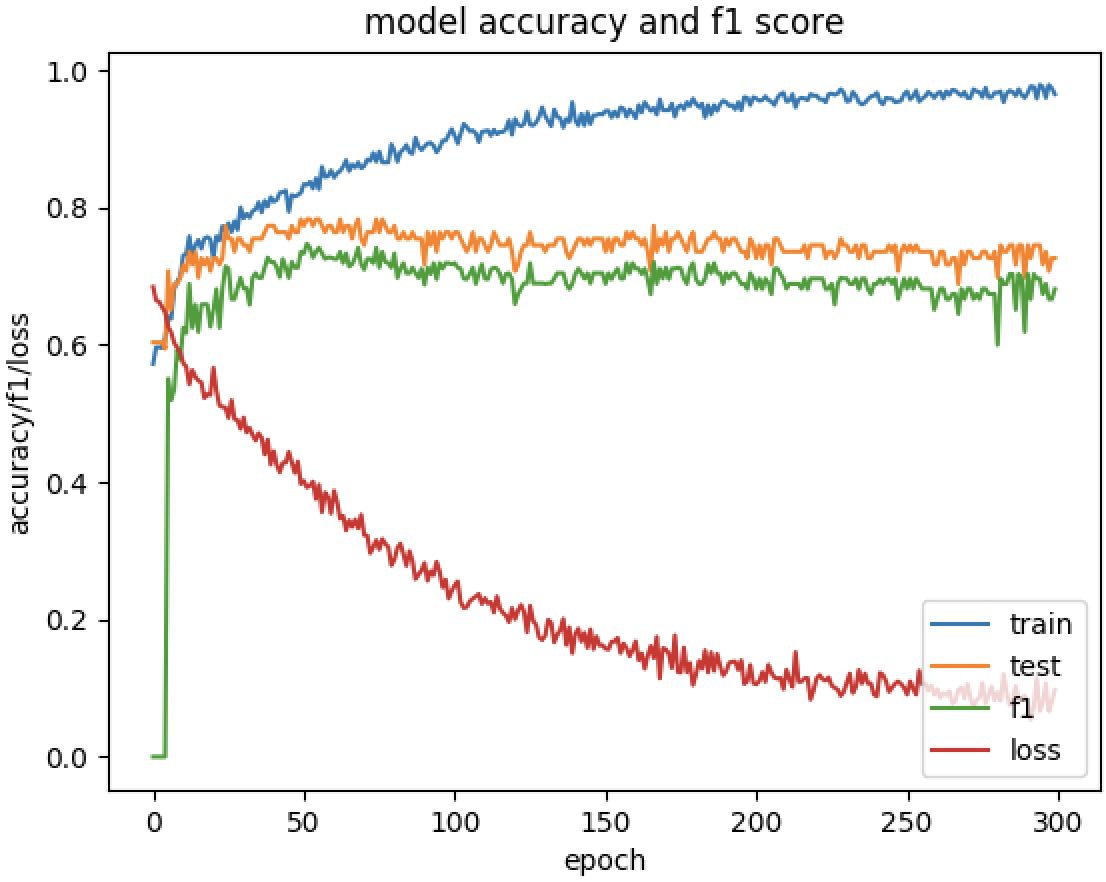 model accuracy and f1 score
accuracy/f1/loss
1.0
0.8
0.6
0.4
0.2
0.0
train
test
f1
loss
0 50 100 150 200 250 300
epoch